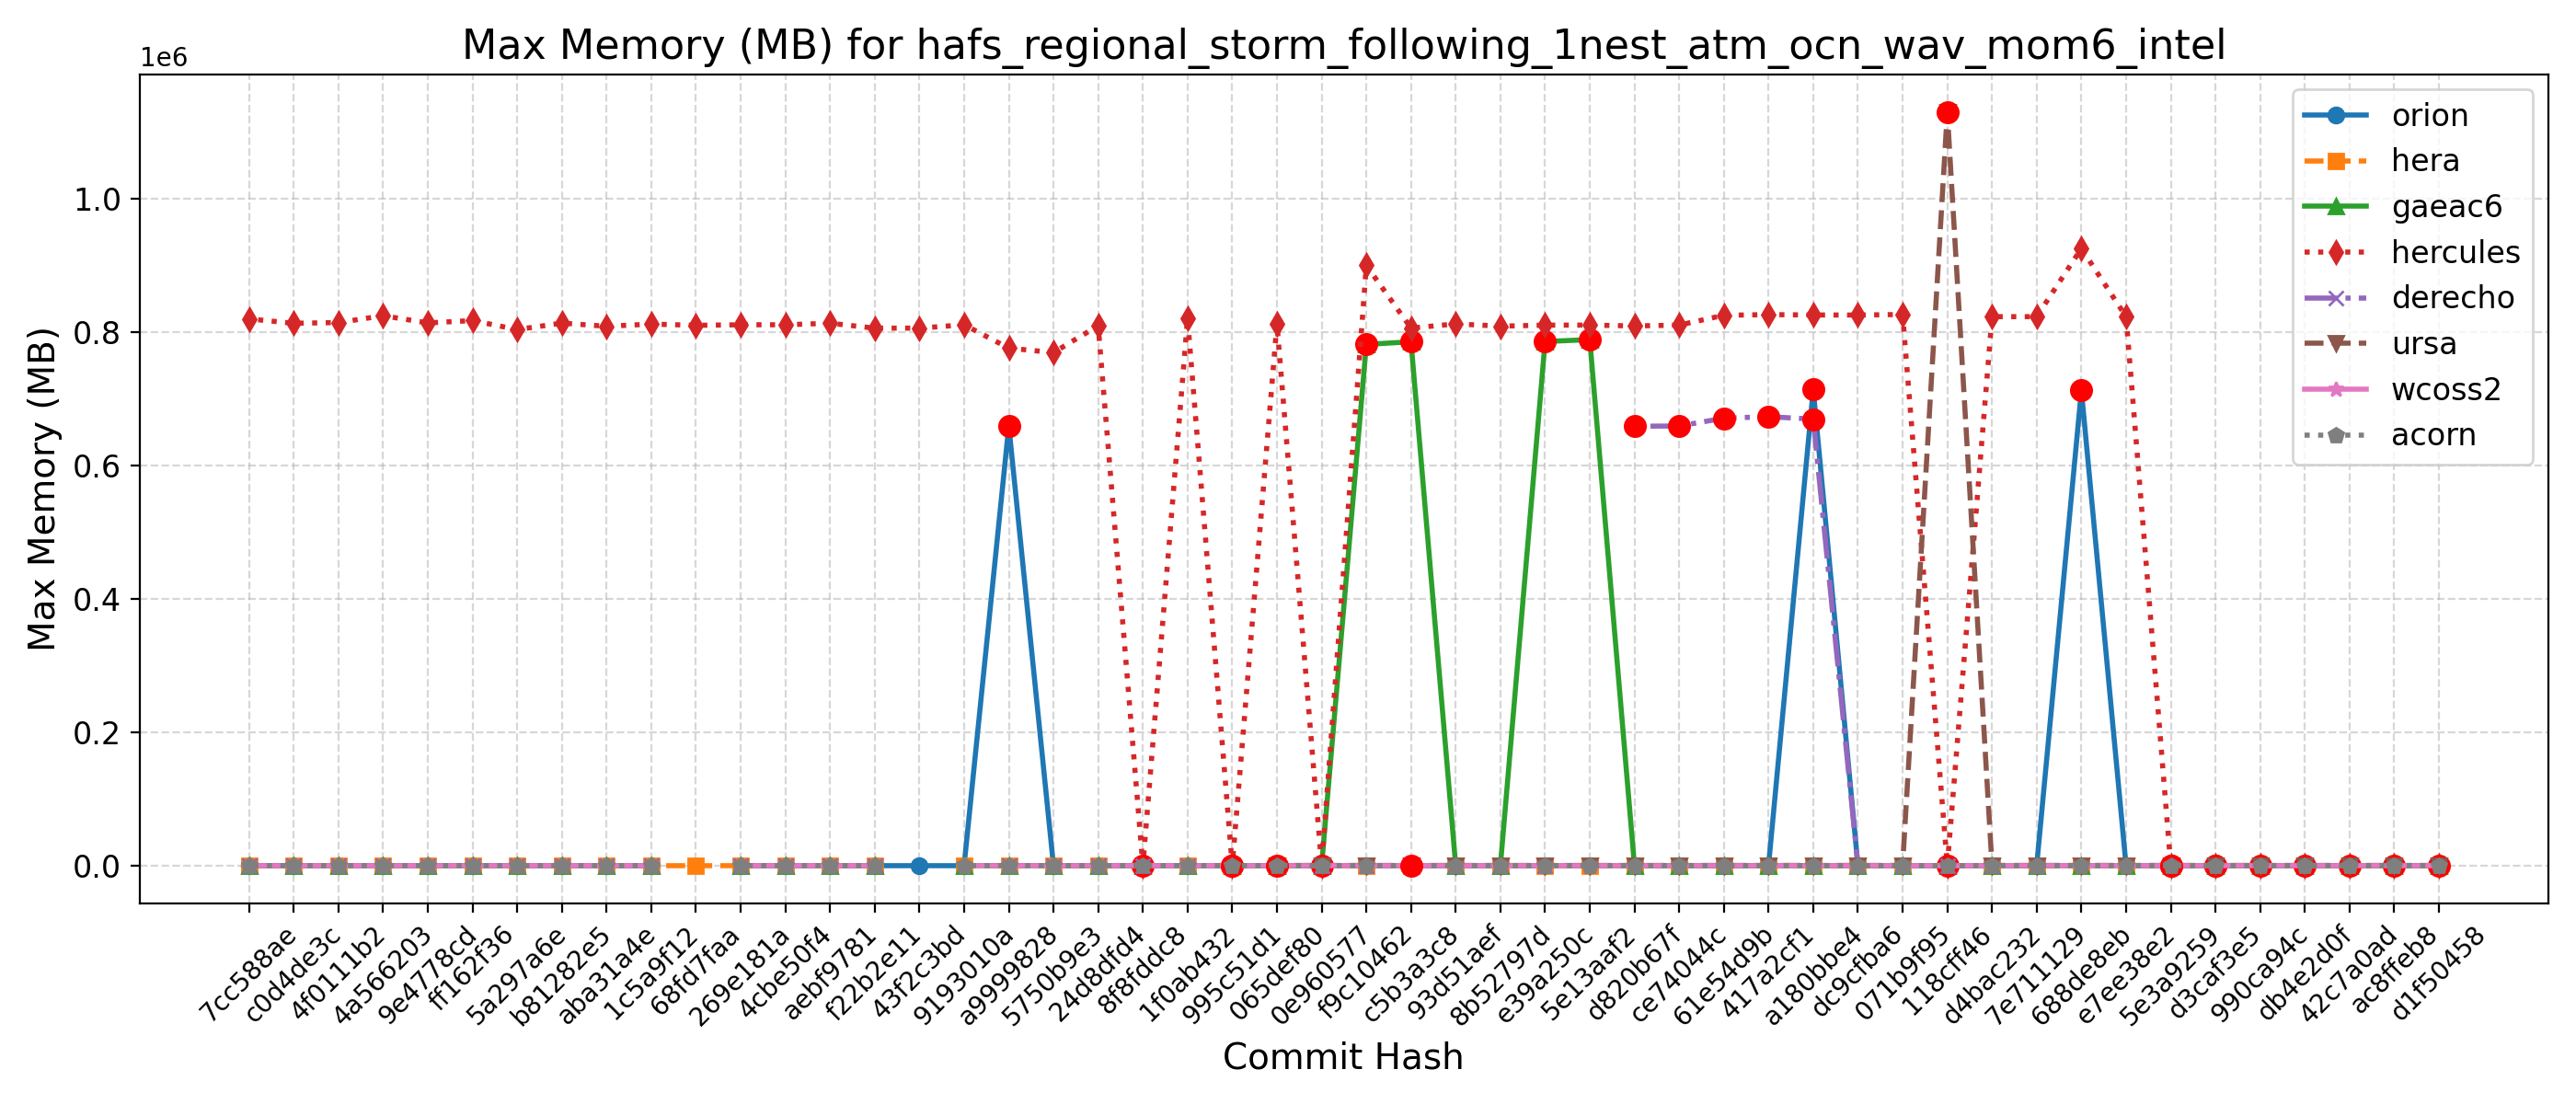 Max Memory (MB) for hafs_regional_storm_following_1nest_atm_ocn_wav_mom6_intel
1e6
1.0
0.8
0.6
0.4
0.2
0.0
Max Memory (MB)
orion
hera
gaeac6
hercules
derecho
ursa
wcoss2
acorn
7cc588ae
c0d4de3c
4f0111b2
4a566203
9e4778cd
ff162f36
5a297a6e
b81282e5
aba31a4e
1c5a9f12
68fd7faa
269e181a
4cbe50f4
aebf9781
f22b2e11
43f2c3bd
9193010a
a9999828
5750b9e3
24d8dfd4
8f8fddc8
1f0ab432
995c51d1
065def80
0e960577
f9c10462
c5b3a3c8
93d51aef
8b52797d
e39a250c
5e13aaf2
d820b67f
ce74044c
61e54d9b
417a2cf1
a180bbe4
dc9cfba6
071b9f95
118cff46
d4bac232
7e711129
688de8eb
e7ee38e2
5e3a9259
d3caf3e5
990ca94c
db4e2d0f
42c7a0ad
ac8ffeb8
d1f50458
Commit Hash